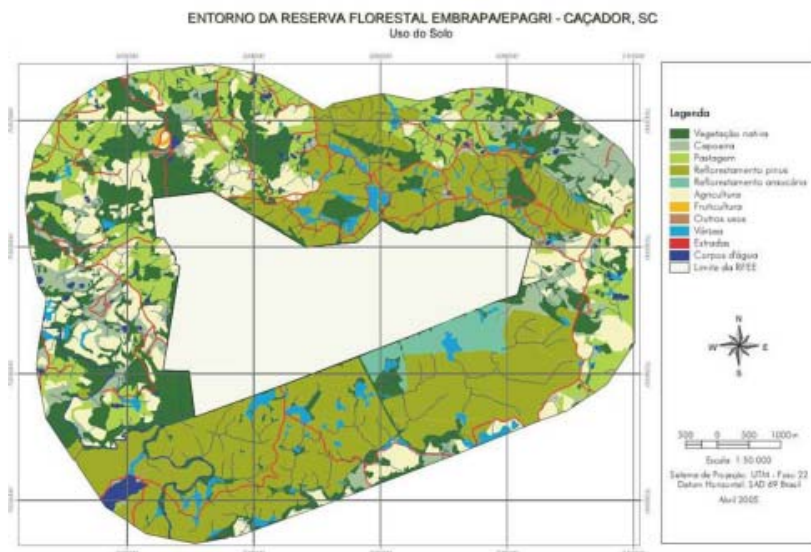 ENTORNO DA RESERVA FLORESTAL EMBRAPA/EPAGRI - CAÇADOR, SC
Uso do Solo
Legenda
Vegetação nativa
Capoeira
Pastagem
Reflorestamento pinus
Reflorestamento araucária
Agricultura
Fruticultura
Outros usos
Várzea
Estradas
Corpos d'água
Limite da RFEE
N
W E
S
500 0 500 1000 m
Escala: 1:50.000
Sistema de Projeção: UTM - Fuso 22
Datum Horizontal: SAD 69 Brasil
Abril 2005